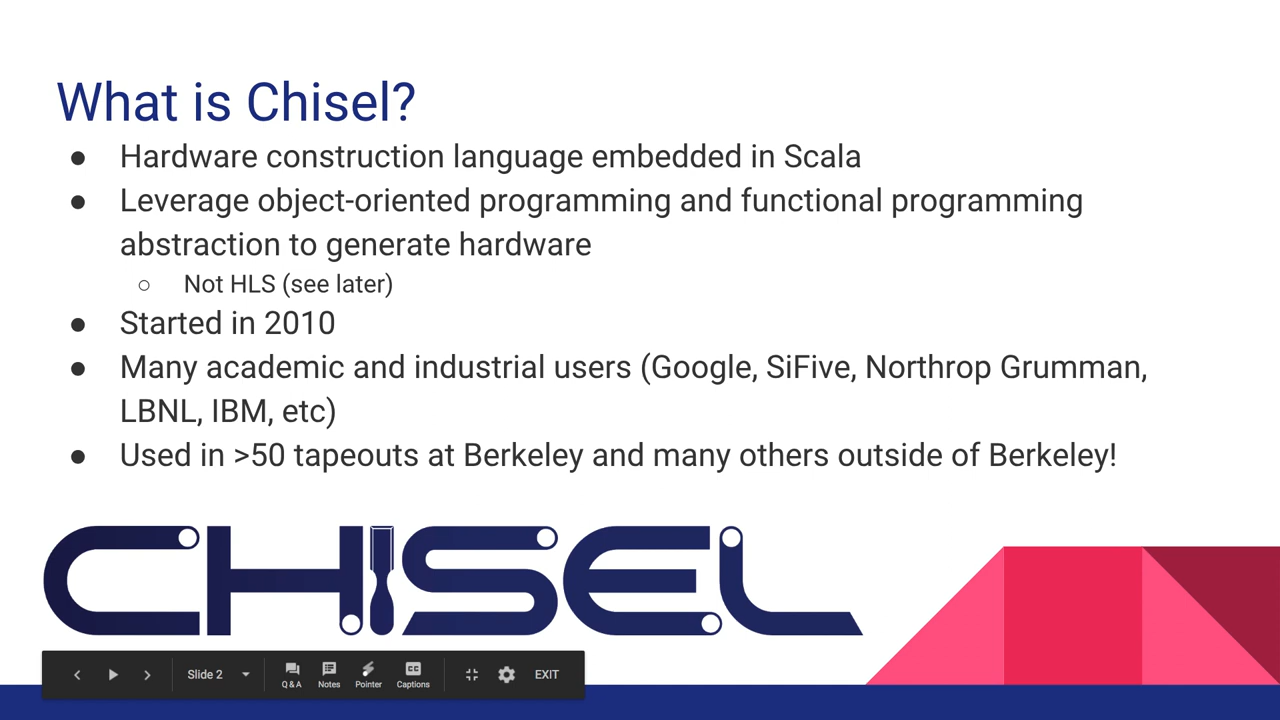 What is Chisel?
● Hardware construction language embedded in Scala
● Leverage object-oriented programming and functional programming
abstraction to generate hardware
○ Not HLS (see later)
● Started in 2010
● Many academic and industrial users (Google, SiFive, Northrop Grumman,
LBNL, IBM, etc)
● Used in >50 tapeouts at Berkeley and many others outside of Berkeley!
CHISEL
Slide 2 Q & A Notes Pointer CC Captions EXIT